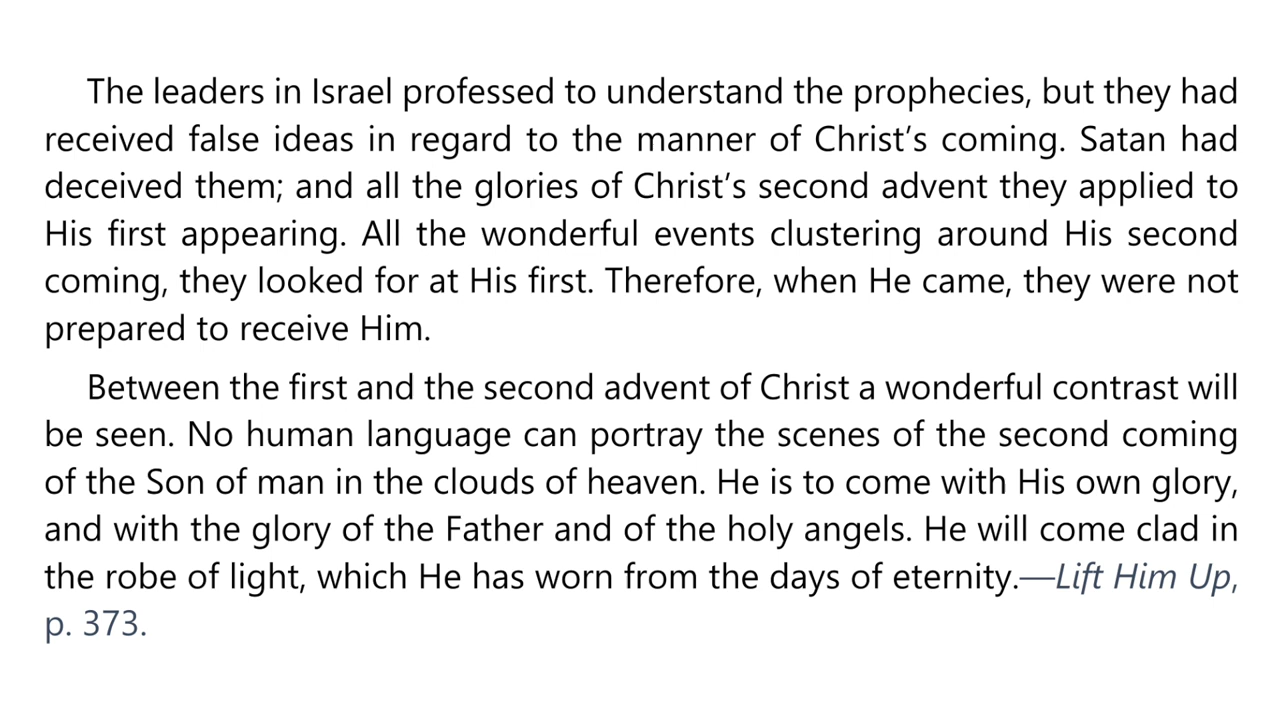 The leaders in Israel professed to understand the prophecies, but they had
received false ideas in regard to the manner of Christ’s coming. Satan had
deceived them; and all the glories of Christ’s second advent they applied to
His first appearing. All the wonderful events clustering around His second
coming, they looked for at His first. Therefore, when He came, they were not
prepared to receive Him.
Between the first and the second advent of Christ a wonderful contrast will
be seen. No human language can portray the scenes of the second coming
of the Son of man in the clouds of heaven. He is to come with His own glory,
and with the glory of the Father and of the holy angels. He will come clad in
the robe of light, which He has worn from the days of eternity.—Lift Him Up,
p. 373.